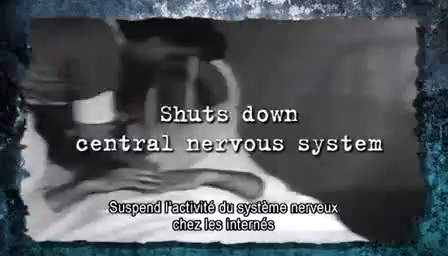 Shuts down
central nervous system
Suspend l'activité du système nerveux
chez les internés